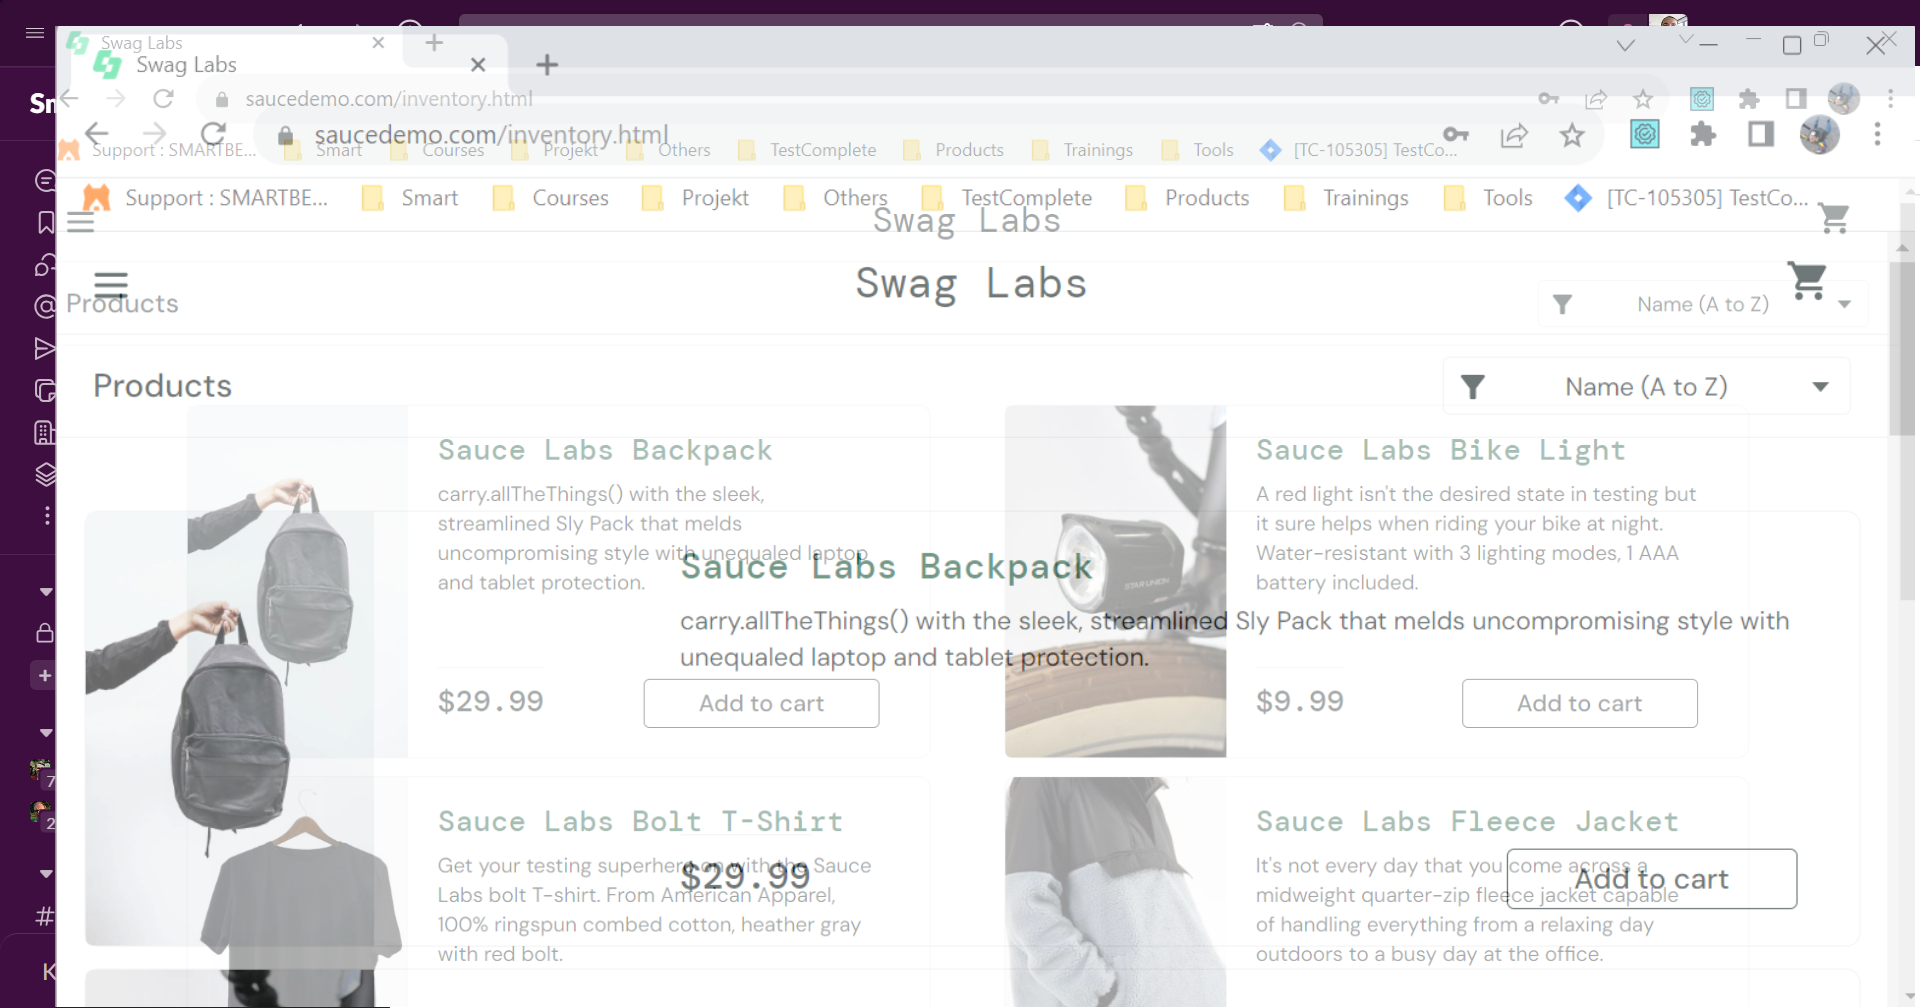 Swag Labs
Swag Labs
Sn
saucedemo.com/inventory.html
saucedemo.com/inventory.html
Support : SMARTBE... Smart Courses Projekt Others TestComplete Products Trainings Tools [TC-105305] TestCo...
Support : SMARTBE... Smart Courses Projekt Others TestComplete Products Trainings Tools [TC-105305] TestCo...
Swag Labs
Swag Labs
Products
Name (A to Z)
Products
Name (A to Z)
Sauce Labs Backpack
carry.allTheThings() with the sleek,
streamlined Sly Pack that melds
uncompromising style with unequaled laptop
and tablet protection.
$29.99
Add to cart
Sauce Labs Bike Light
A red light isn't the desired state in testing but
it sure helps when riding your bike at night.
Water-resistant with 3 lighting modes, 1 AAA
battery included.
STAR UNION
$9.99
Add to cart
Sauce Labs Backpack
carry.allTheThings() with the sleek, streamlined Sly Pack that melds uncompromising style with
unequaled laptop and tablet protection.
$29.99
Add to cart
Sauce Labs Bolt T-Shirt
Get your testing superhero on with the Sauce
Labs bolt T-shirt. From American Apparel,
100% ringspun combed cotton, heather gray
with red bolt.
Sauce Labs Fleece Jacket
It's not every day that you come across a
midweight quarter-zip fleece jacket capable
of handling everything from a relaxing day
outdoors to a busy day at the office.
7
2
#
K